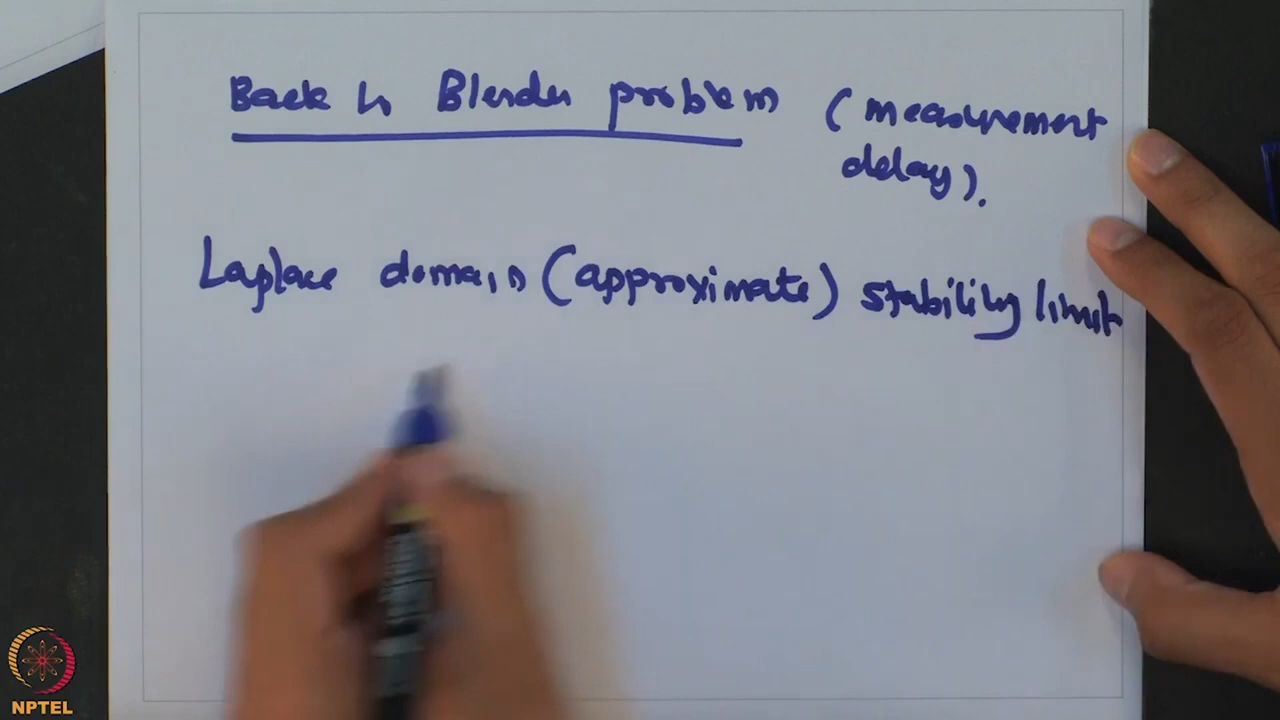 Back to Blender problem (measurement
delay).
Laplace domain (approximate) stability limit
NPTEL